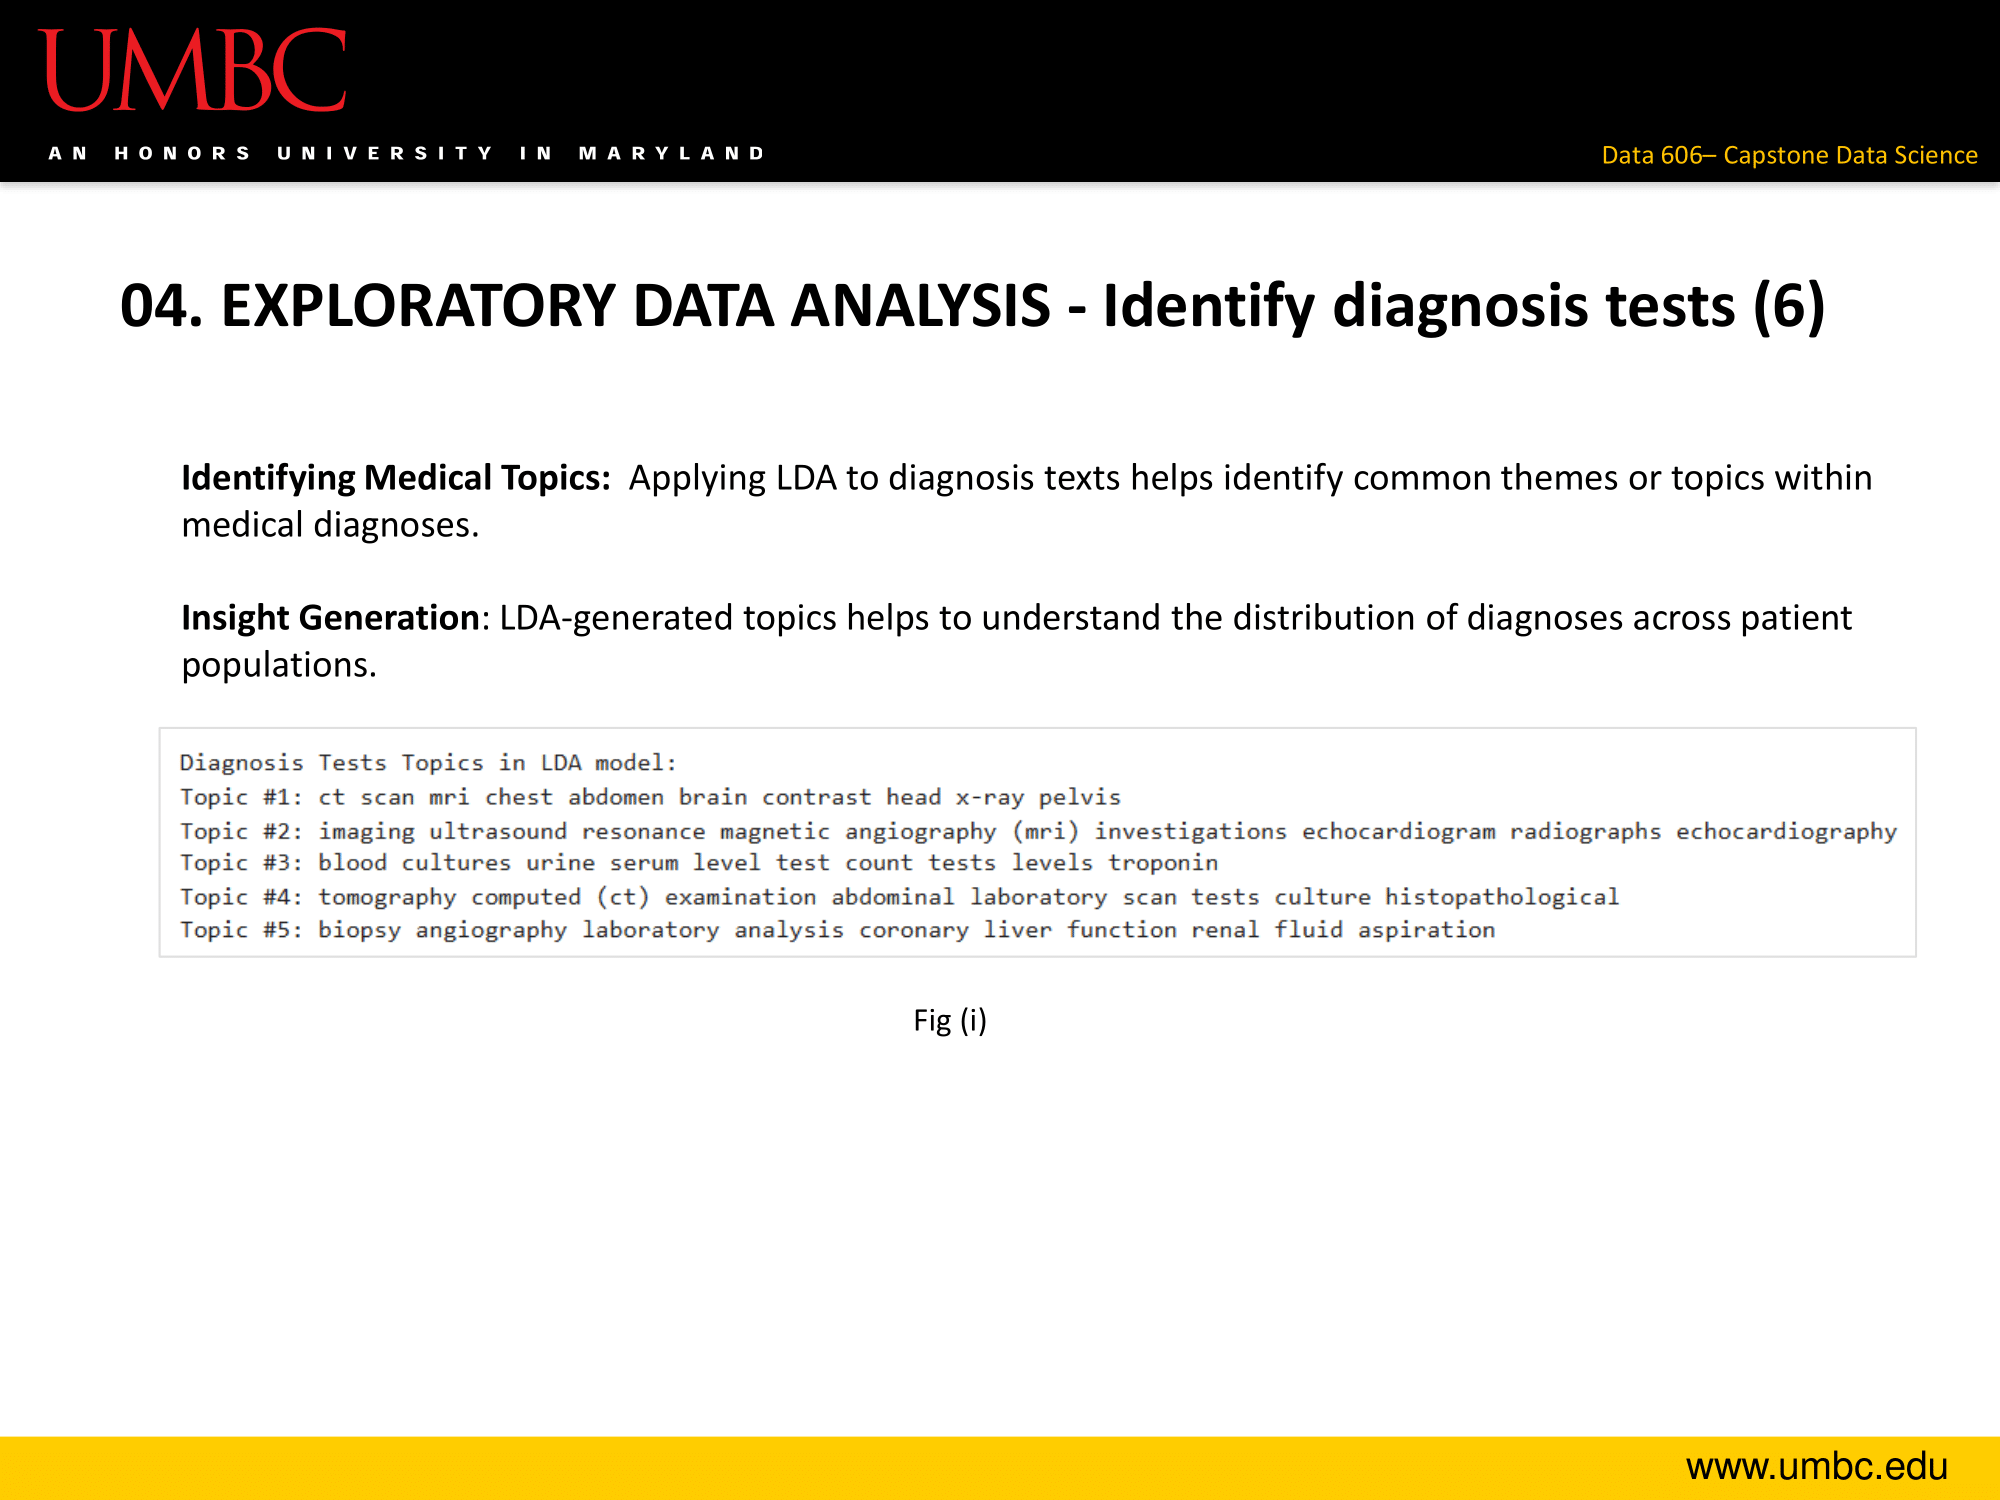 UMBC
AN HONORS UNIVERSITY IN MARYLAND
Data 606– Capstone Data Science
04. EXPLORATORY DATA ANALYSIS - Identify diagnosis tests (6)
Identifying Medical Topics:  Applying LDA to diagnosis texts helps identify common themes or topics within
medical diagnoses.
Insight Generation: LDA-generated topics helps to understand the distribution of diagnoses across patient
populations.
Diagnosis Tests Topics in LDA model:
Topic #1: ct scan mri chest abdomen brain contrast head x-ray pelvis
Topic #2: imaging ultrasound resonance magnetic angiography (mri) investigations echocardiogram radiographs echocardiography
Topic #3: blood cultures urine serum level test count tests levels troponin
Topic #4: tomography computed (ct) examination abdominal laboratory scan tests culture histopathological
Topic #5: biopsy angiography laboratory analysis coronary liver function renal fluid aspiration
Fig (i)
www.umbc.edu